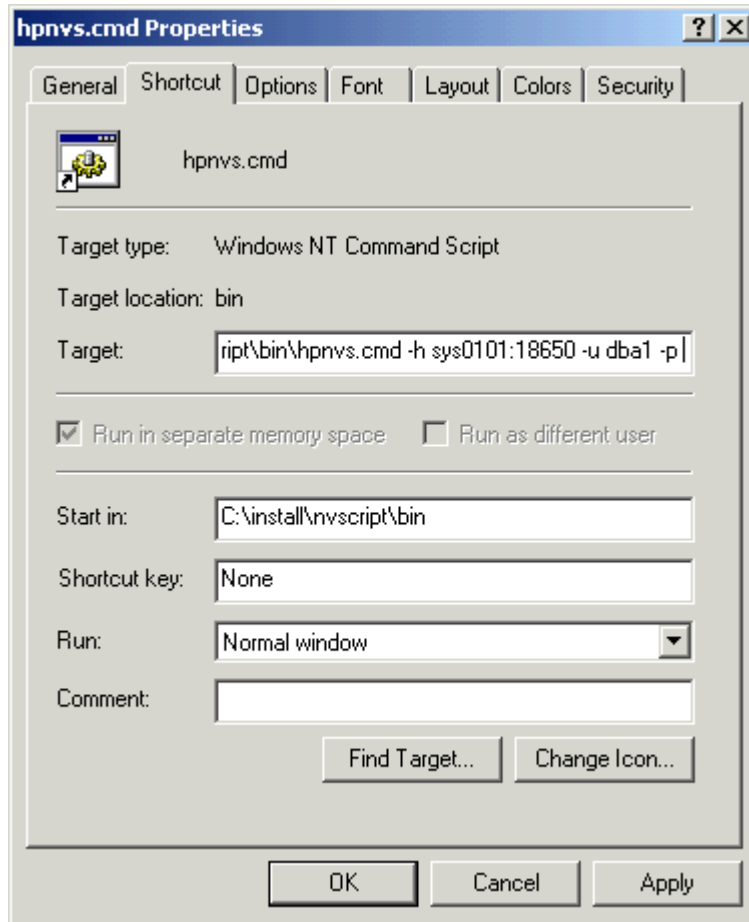 hpnvs.cmd Properties
General Shortcut Options Font Layout Colors Security
hpnvs.cmd
Target type: Windows NT Command Script
Target location: bin
Target: ript\bin\hpnvs.cmd -h sys0101:18650 -u dba1 -p
Run in separate memory space Run as different user
Start in: C:\install\nvscript\bin
Shortcut key: None
Run: Normal window
Comment:
Find Target... Change Icon...
OK Cancel Apply